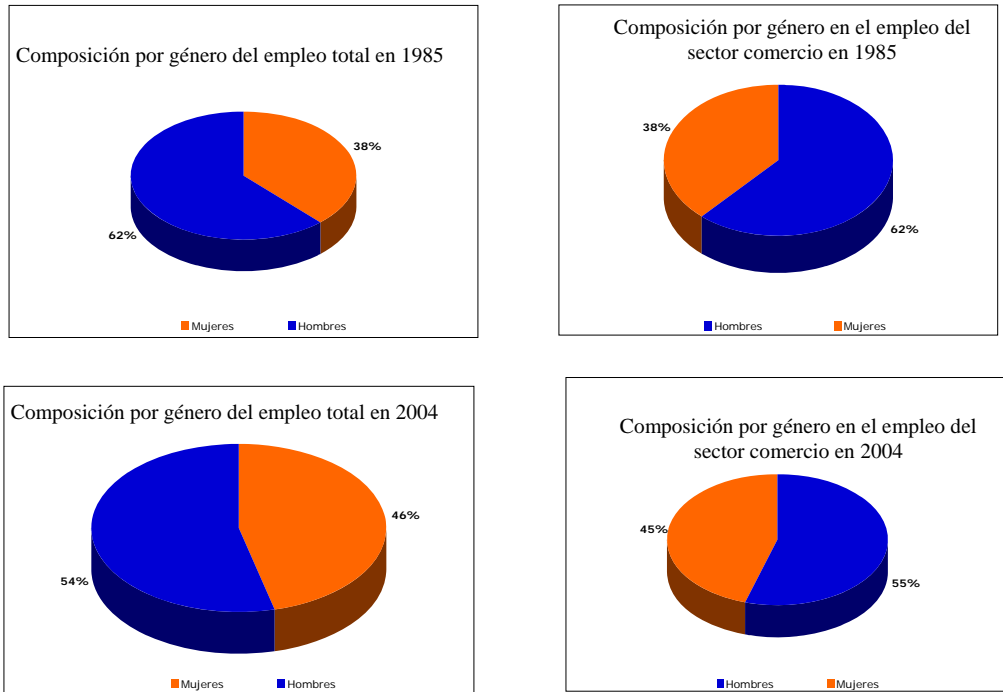 Composición por género del empleo total en 1985
38%
62%
Mujeres Hombres
Composición por género en el empleo del
sector comercio en 1985
38%
62%
Hombres Mujeres
Composición por género del empleo total en 2004
46%
54%
Mujeres Hombres
Composición por género en el empleo del
sector comercio en 2004
45%
55%
Hombres Mujeres